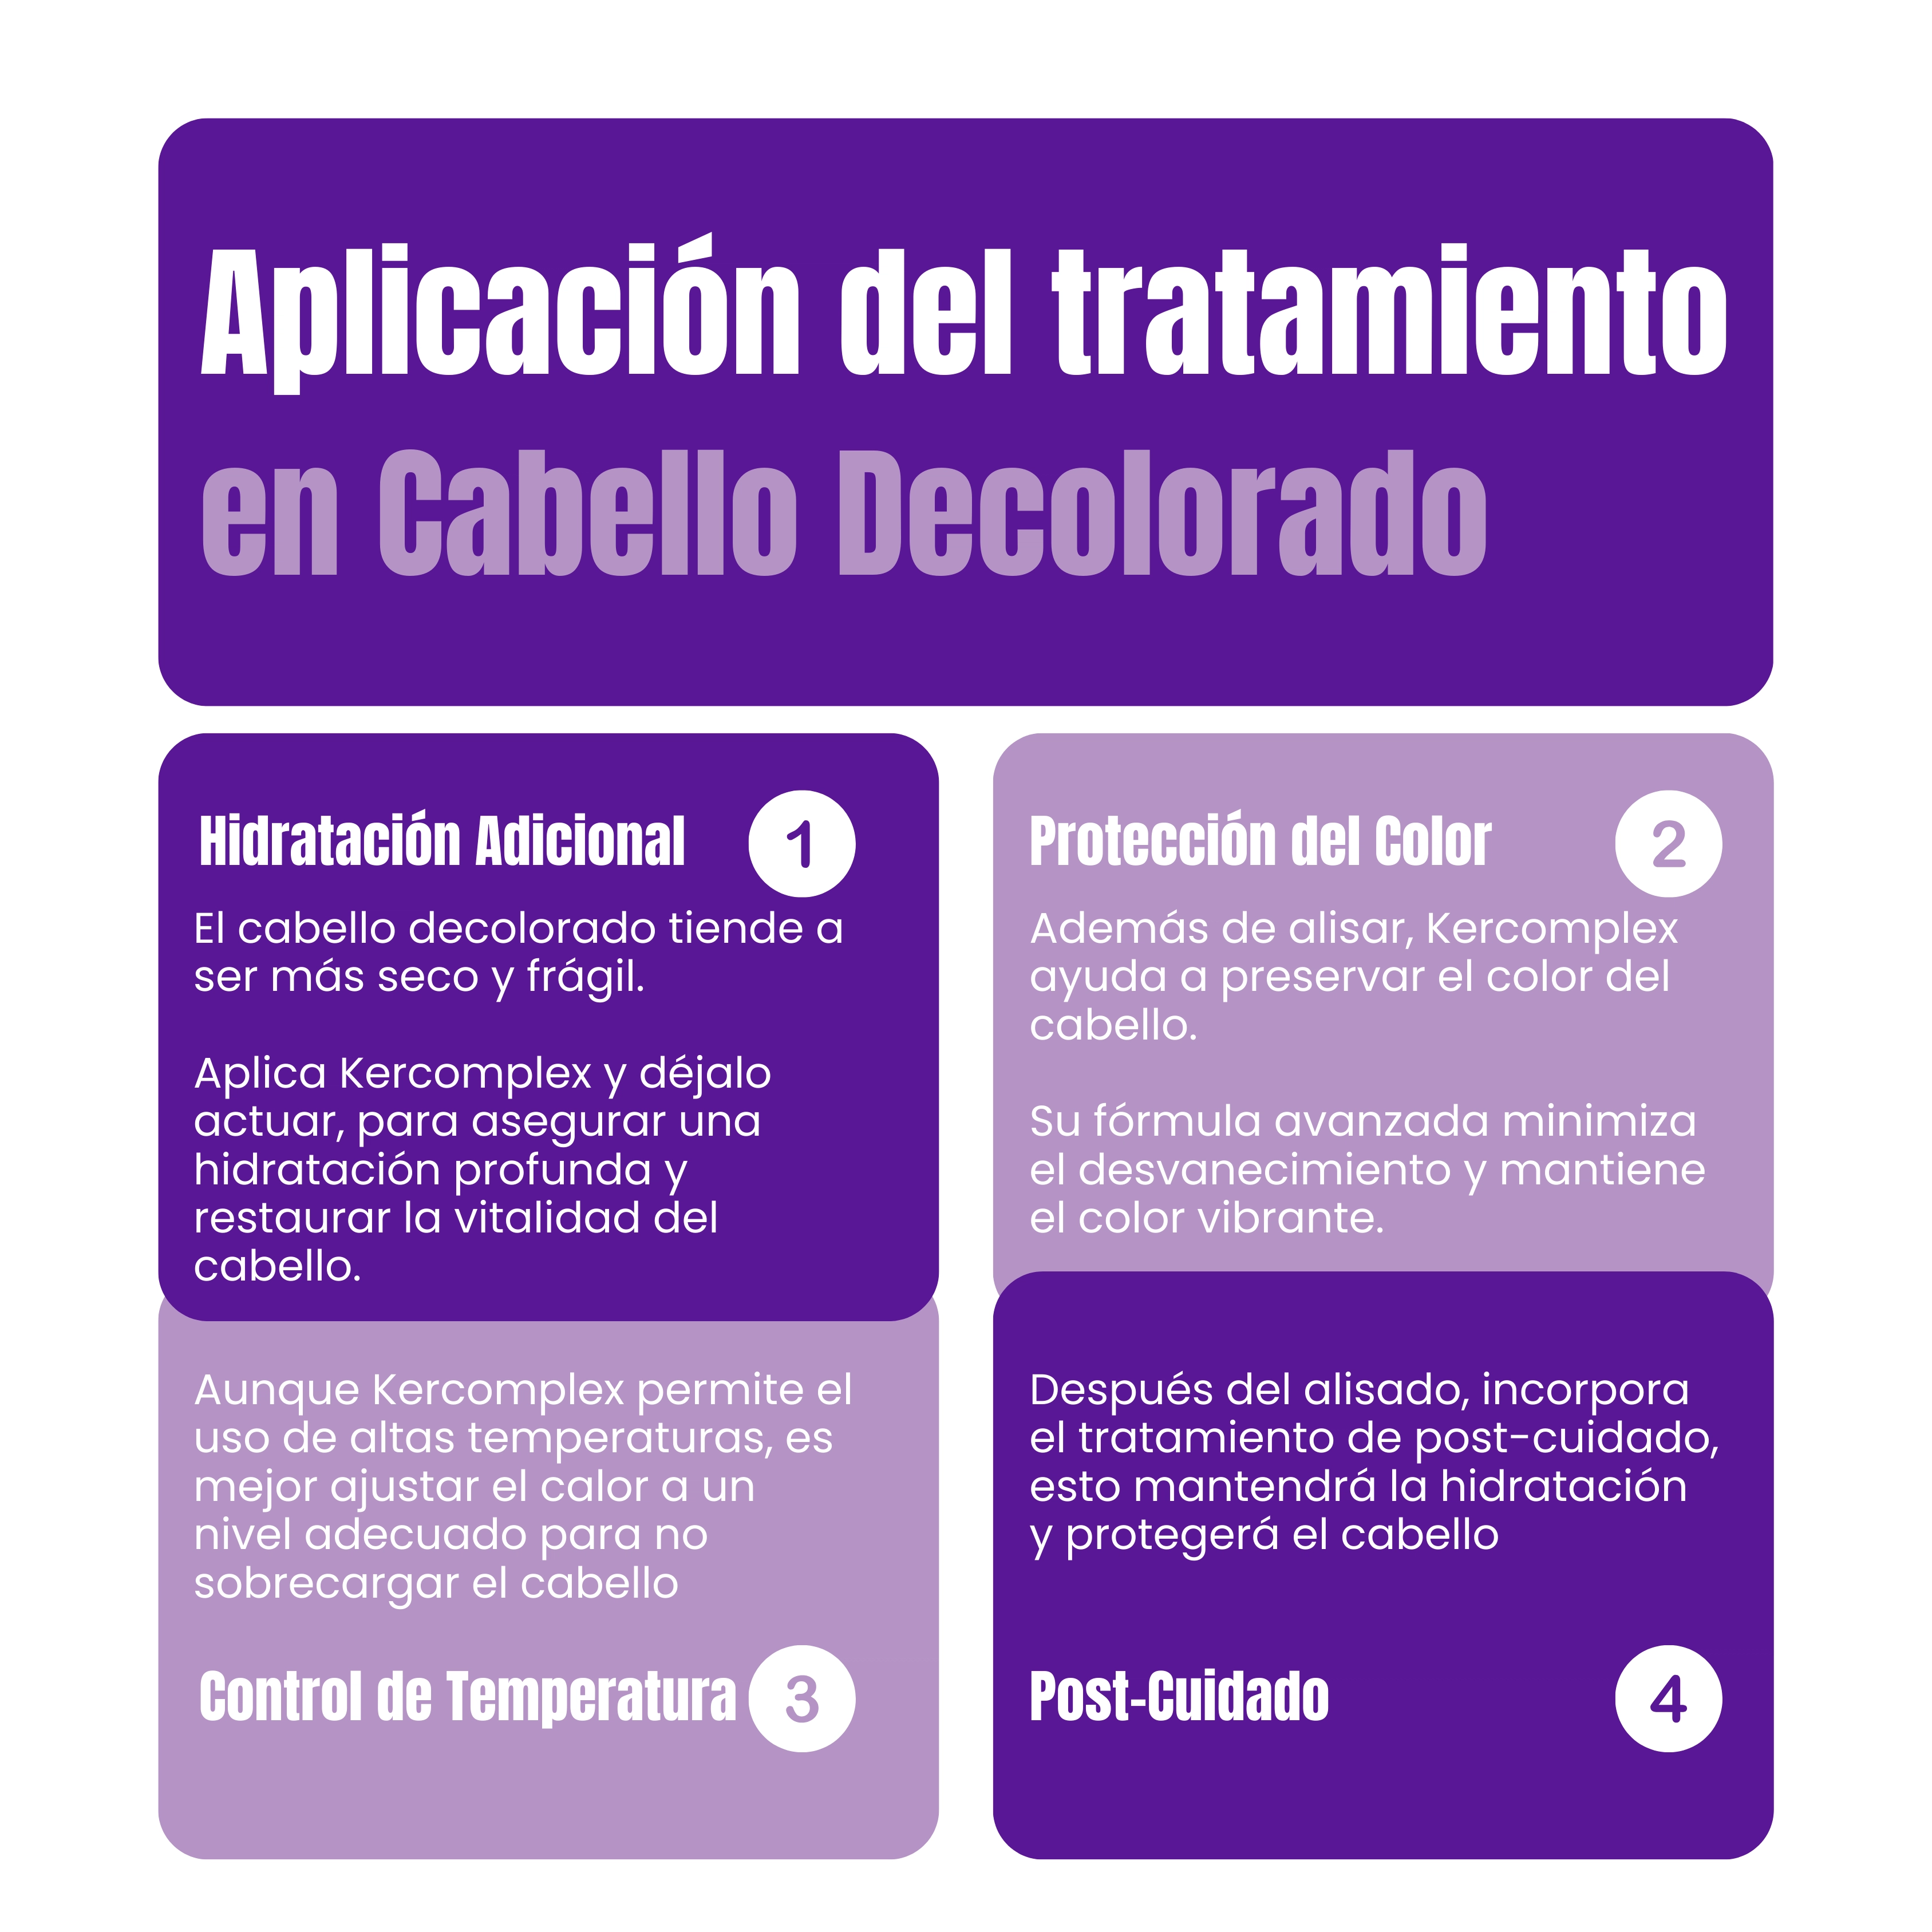 Aplicación del tratamiento
en Cabello Decolorado
Hidratación Adicional
1
El cabello decolorado tiende a
ser más seco y frágil.
Aplica Kercomplex y déjalo
actuar, para asegurar una
hidratación profunda y
restaurar la vitalidad del
cabello.
Protección del Color
2
Además de alisar, Kercomplex
ayuda a preservar el color del
cabello.
Su fórmula avanzada minimiza
el desvanecimiento y mantiene
el color vibrante.
Aunque Kercomplex permite el
uso de altas temperaturas, es
mejor ajustar el calor a un
nivel adecuado para no
sobrecargar el cabello
Control de Temperatura
3
Después del alisado, incorpora
el tratamiento de post-cuidado,
esto mantendrá la hidratación
y protegerá el cabello
Post-Cuidado
4